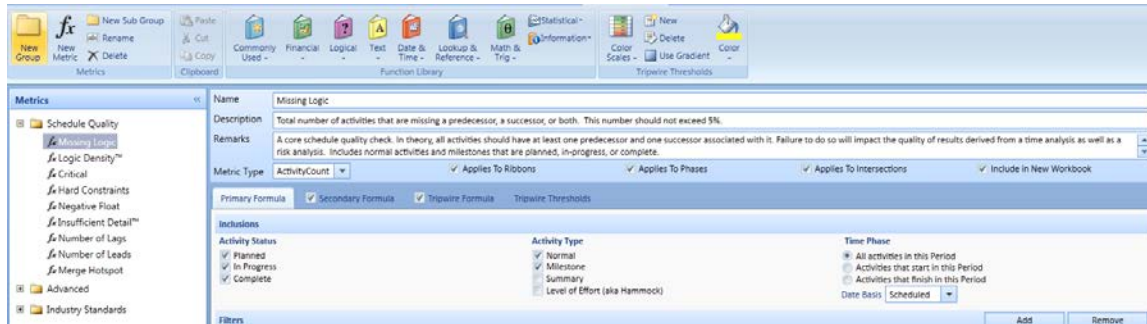 New Group
New Metric
New Sub Group
Rename
Delete
Metrics
Paste
Cut
Copy
Clipboard
Commonly Used
Financial
Logical
Text
Date & Time
Lookup & Reference
Math & Trig
Statistical
Information
Function Library
Color Scales
New
Delete
Use Gradient
Color
Tripwire Thresholds
Metrics
Schedule Quality
fx Missing Logic
fx Logic Density™
fx Critical
fx Hard Constraints
fx Negative Float
fx Insufficient Detail™
fx Number of Lags
fx Number of Leads
fx Merge Hotspot
Advanced
Industry Standards
Name Missing Logic
Description Total number of activities that are missing a predecessor, a successor, or both. This number should not exceed 5%.
Remarks A core schedule quality check. In theory, all activities should have at least one predecessor and one successor associated with it. Failure to do so will impact the quality of results derived from a time analysis as well as a
risk analysis. Includes normal activities and milestones that are planned, in-progress, or complete.
Metric Type ActivityCount Applies To Ribbons Applies To Phases Applies To Intersections Include in New Workbook
Primary Formula Secondary Formula Tripwire Formula Tripwire Thresholds
Inclusions
Activity Status
Planned
In Progress
Complete
Activity Type
Normal
Milestone
Summary
Level of Effort (aka Hammock)
Time Phase
All activities in this Period
Activities that start in this Period
Activities that finish in this Period
Date Basis Scheduled
Filters Add Remove